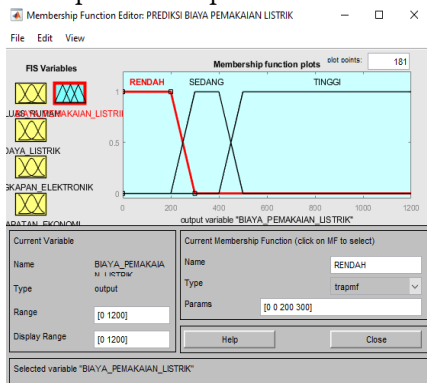 Membership Function Editor: PREDIKSI BIAYA PEMAKAIAN LISTRIK
File Edit View
FIS Variables
Membership function plots
plot points:
181
RENDAH
SEDANG
TINGGI
1
0.5
0
0 200 400 600 800 1000 1200
output variable "BIAYA_PEMAKAIAN_LISTRIK"
DAYA_LISTRIK
Current Variable
Name
BIAYA_PEMAKAIA
N_LISTRIK
Type
output
Range
[0 1200]
Display Range
[0 1200]
Current Membership Function (click on MF to select)
Name
RENDAH
Type
trapmf
Params
[0 0 200 300]
Help
Close
Selected variable "BIAYA_PEMAKAIAN_LISTRIK"